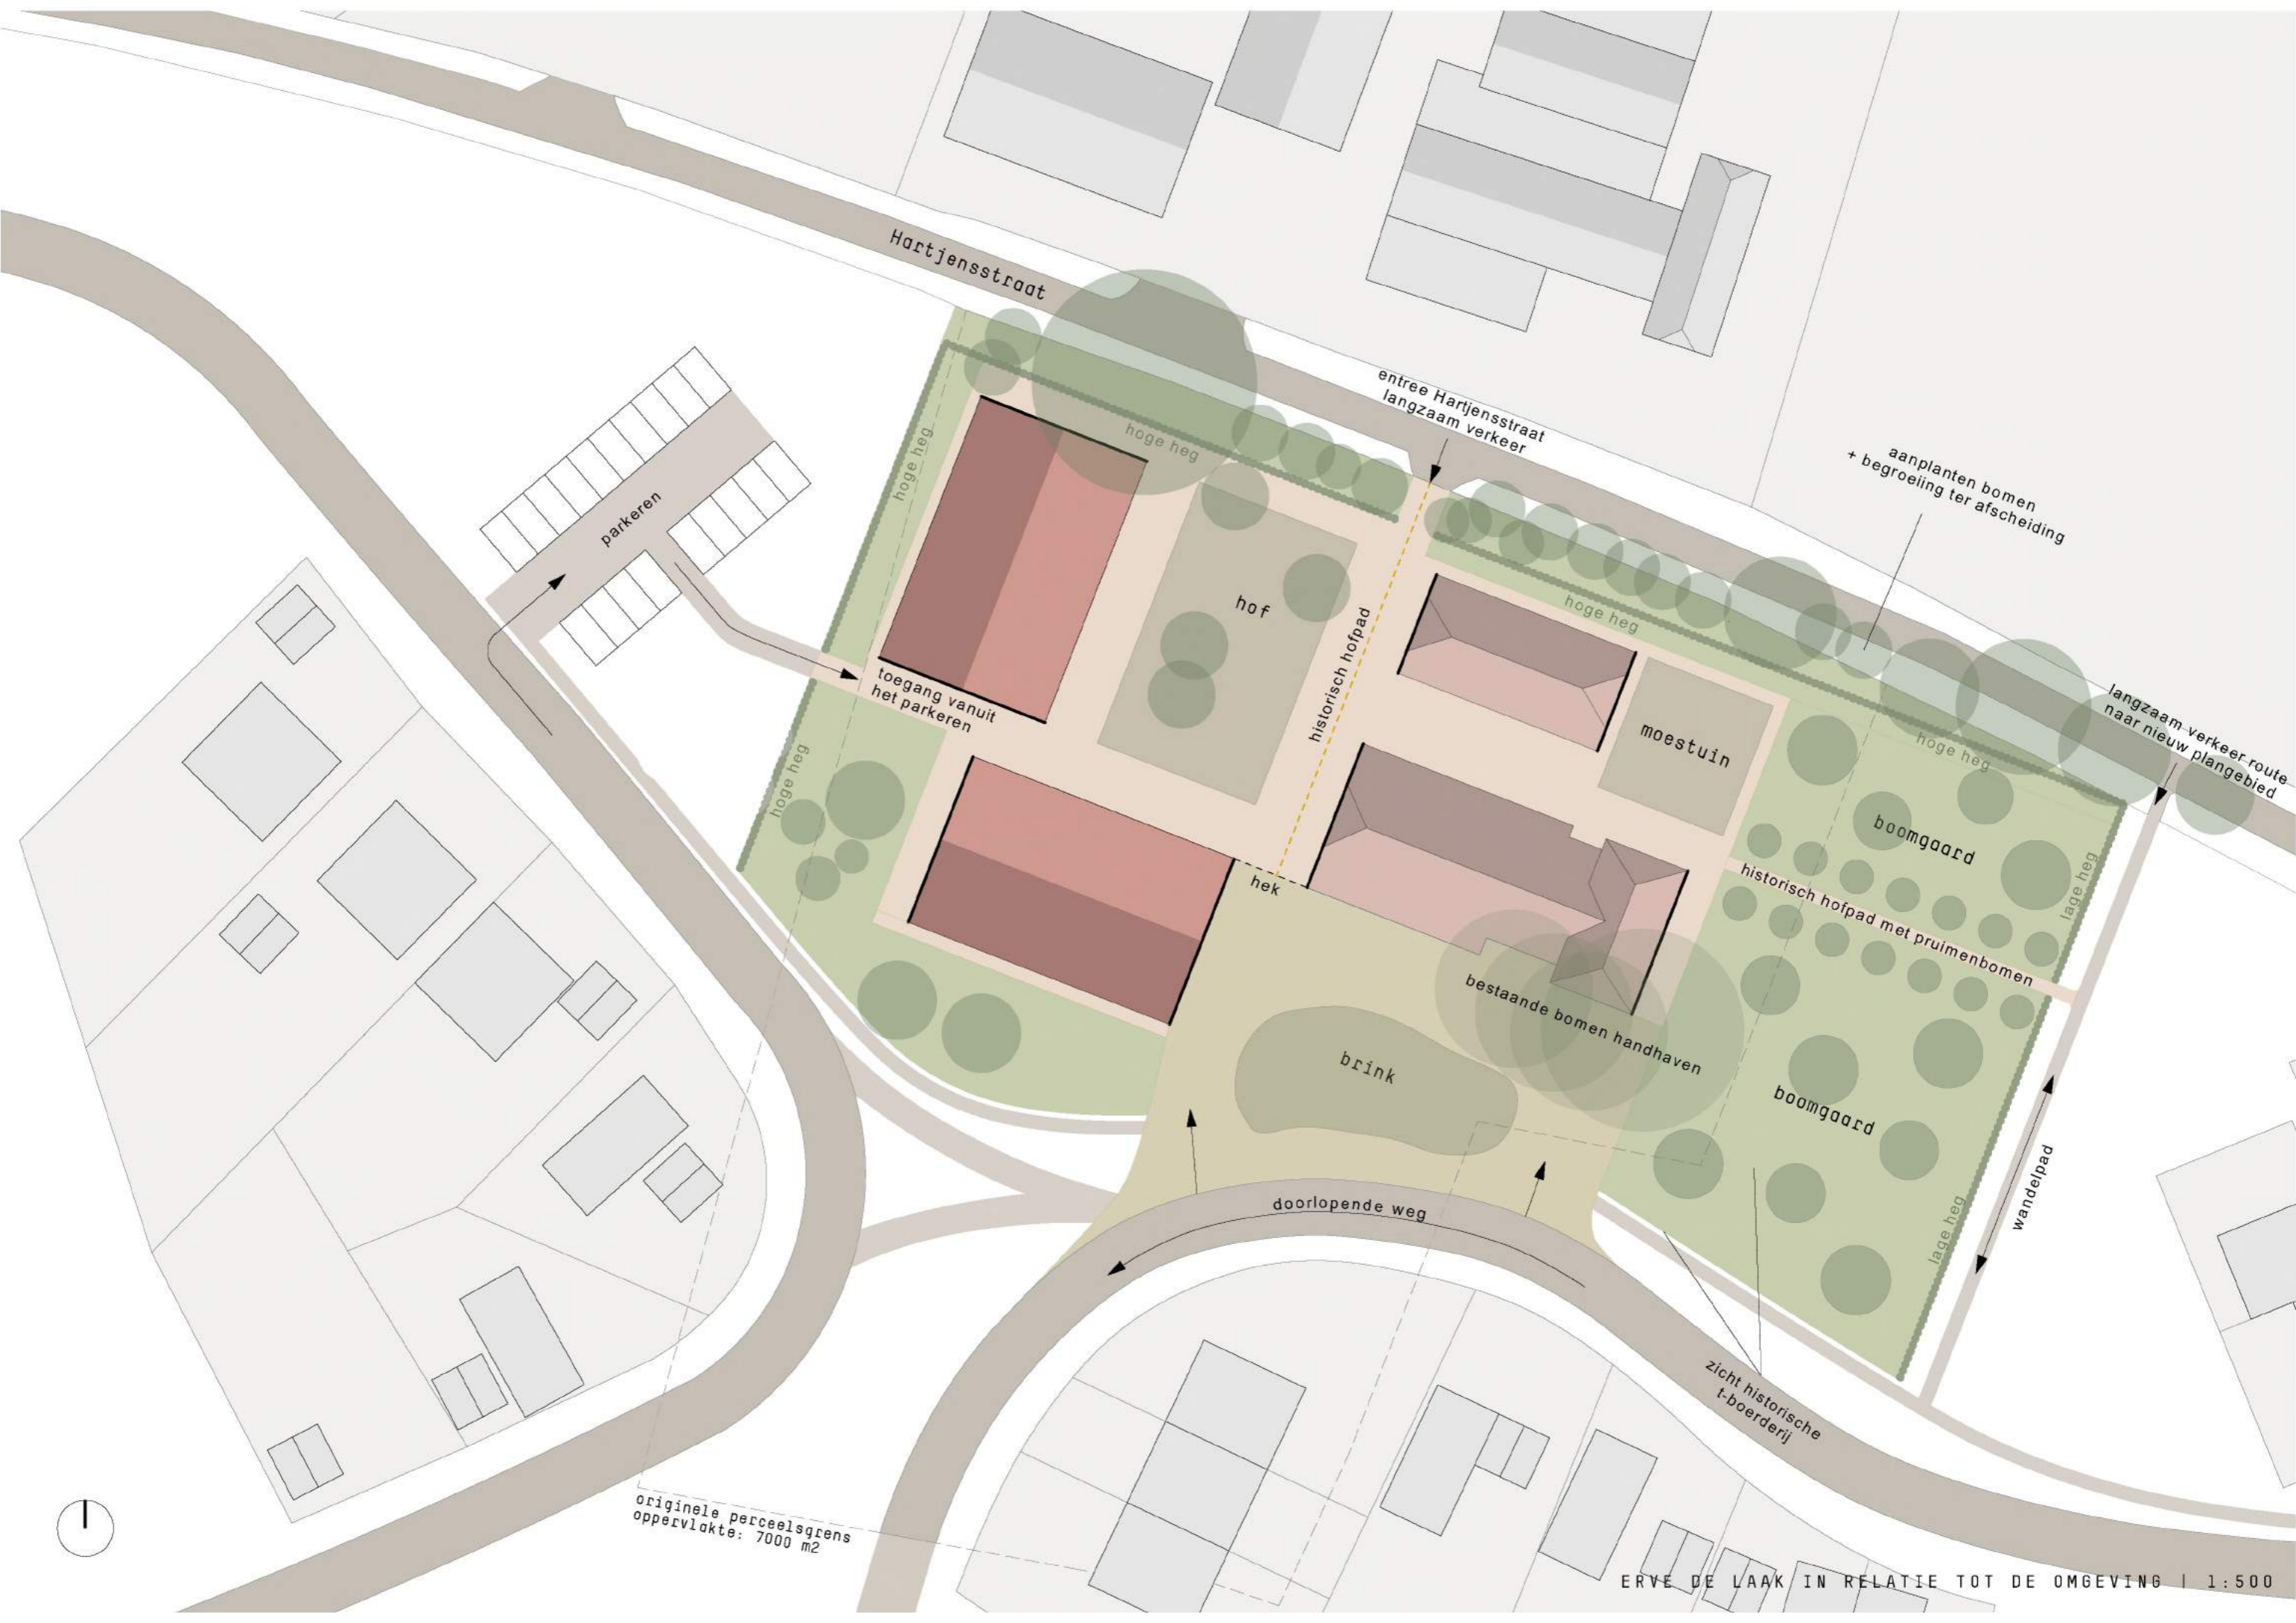 Hartjensstraat
entree Hartjensstraat
langzaam verkeer
aanplanten bomen
+ begroeiing ter afscheiding
hoge heg
hoge heg
parkeren
hof
historisch hofpad
hoge heg
toegang vanuit
het parkeren
moestuin
hoge heg
langzaam verkeer route
naar nieuw plangebied
hoge heg
boomgaard
lage heg
hek
historisch hofpad met pruimenbomen
bestaande bomen handhaven
brink
boomgaard
wandelpad
lage heg
doorlopende weg
zicht historische
t-boerderij
originele perceelsgrens
oppervlakte: 7000 m2
ERVE DE LAAK IN RELATIE TOT DE OMGEVING | 1:500